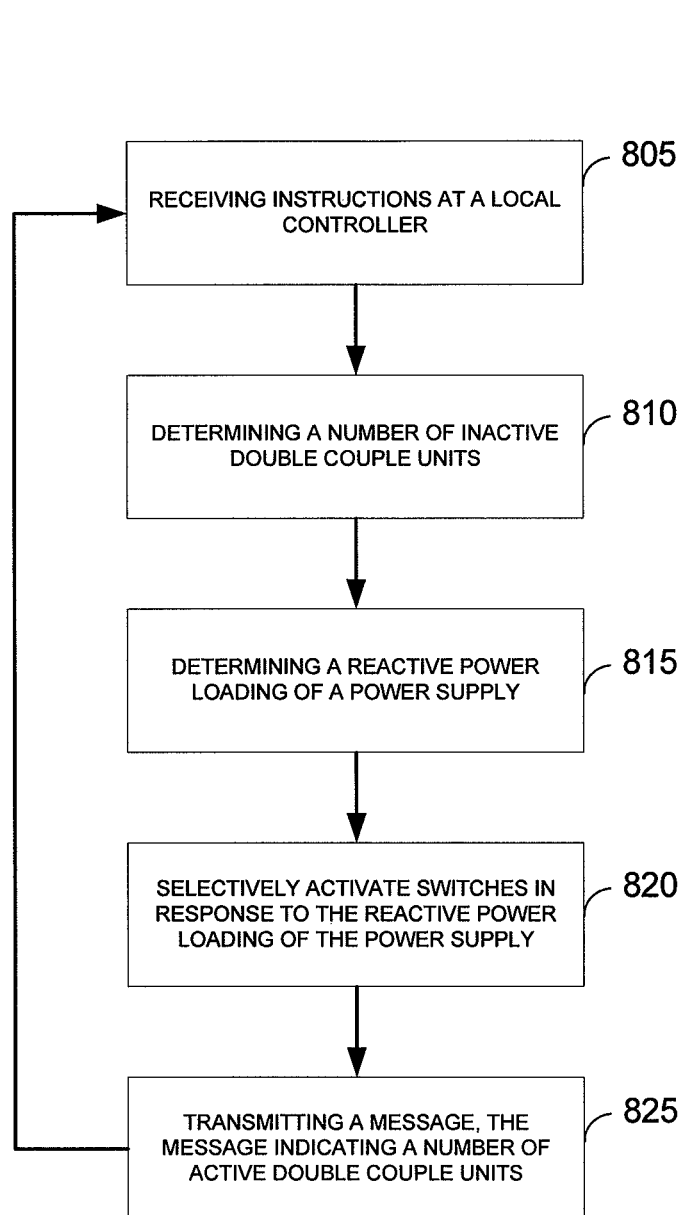 RECEIVING INSTRUCTIONS AT A LOCAL
CONTROLLER
805
DETERMINING A NUMBER OF INACTIVE
DOUBLE COUPLE UNITS
810
DETERMINING A REACTIVE POWER
LOADING OF A POWER SUPPLY
815
SELECTIVELY ACTIVATE SWITCHES IN
RESPONSE TO THE REACTIVE POWER
LOADING OF THE POWER SUPPLY
820
TRANSMITTING A MESSAGE, THE
MESSAGE INDICATING A NUMBER OF
ACTIVE DOUBLE COUPLE UNITS
825